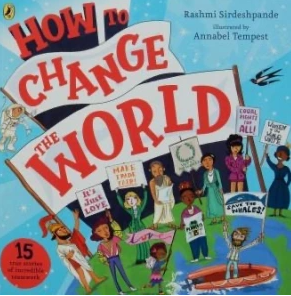 Rashmi Sirdeshpande
illustrated by
Annabel Tempest
HOW TO
CHANGE
THE
WORLD
EQUAL
RIGHTS FOR
ALL!
MAKE
TRADE
FAIR!
IT'S
JUST
LOVE.
SAVE THE
WHALES!
15
true stories
of incredible
teamwork